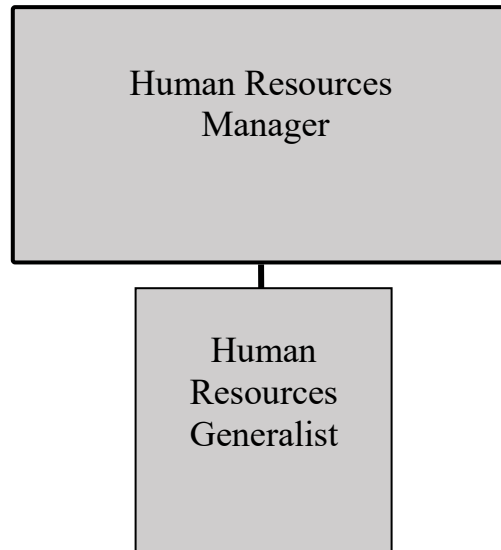 Human Resources
Manager
Human
Resources
Generalist